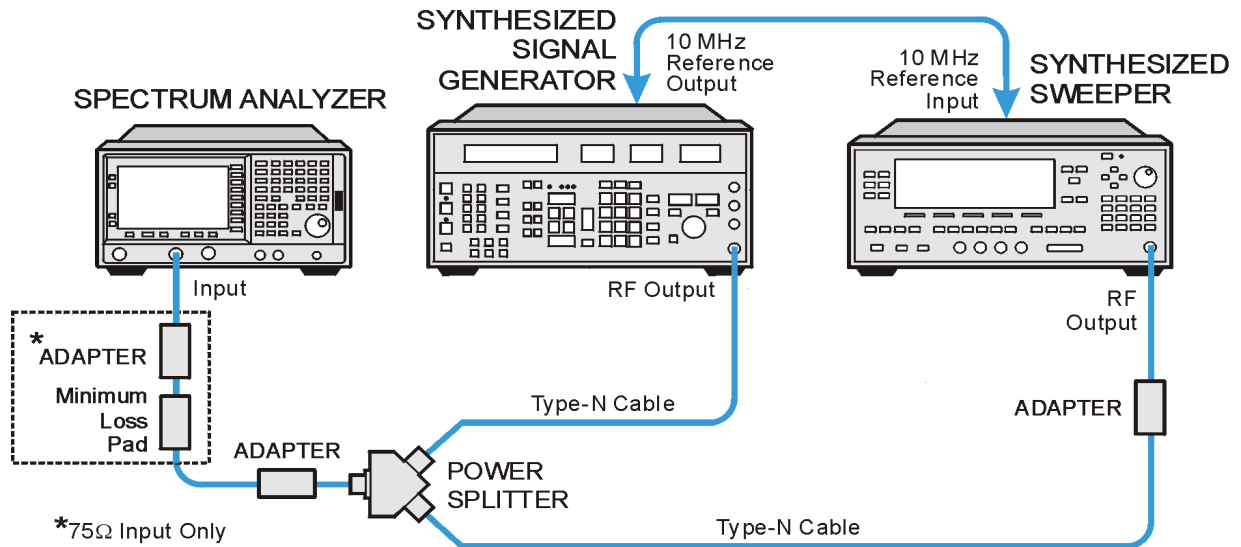 SYNTHESIZED
SIGNAL
GENERATOR
10 MHz
Reference
Output
10 MHz
Reference
Input
SYNTHESIZED
SWEEPER
SPECTRUM ANALYZER
Input
RF Output
RF
Output
*ADAPTER
Minimum
Loss
Pad
Type-N Cable
ADAPTER
ADAPTER
POWER
SPLITTER
*75Ω Input Only
Type-N Cable